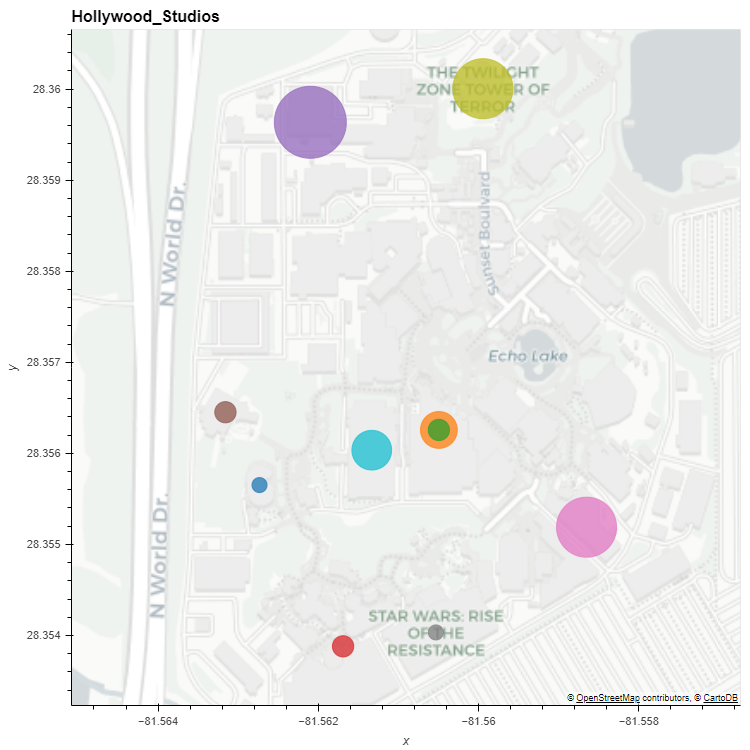 Hollywood_Studios
THE TWILIGHT
ZONE TOWER OF
TERROR
28.36
28.359
28.358
28.357
28.356
28.355
28.354
y
N World Dr.
Sunset Boulvard
Echo Lake
N World Dr.
STAR WARS: RISE
OF THE
RESISTANCE
© OpenStreetMap contributors, © CartoDB
−81.564
−81.562
−81.56
−81.558
x